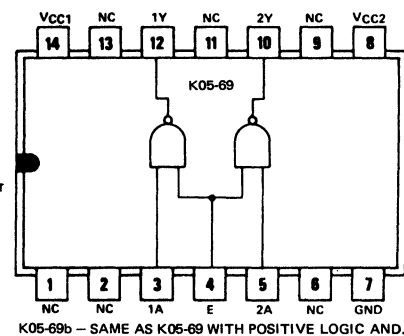 VCC1 NC 1Y NC 2Y NC VCC2
14 13 12 11 10 9 8
K05-69
r
1 2 3 4 5 6 7
NC NC 1A E 2A NC GND
K05-69b – SAME AS K05-69 WITH POSITIVE LOGIC AND.